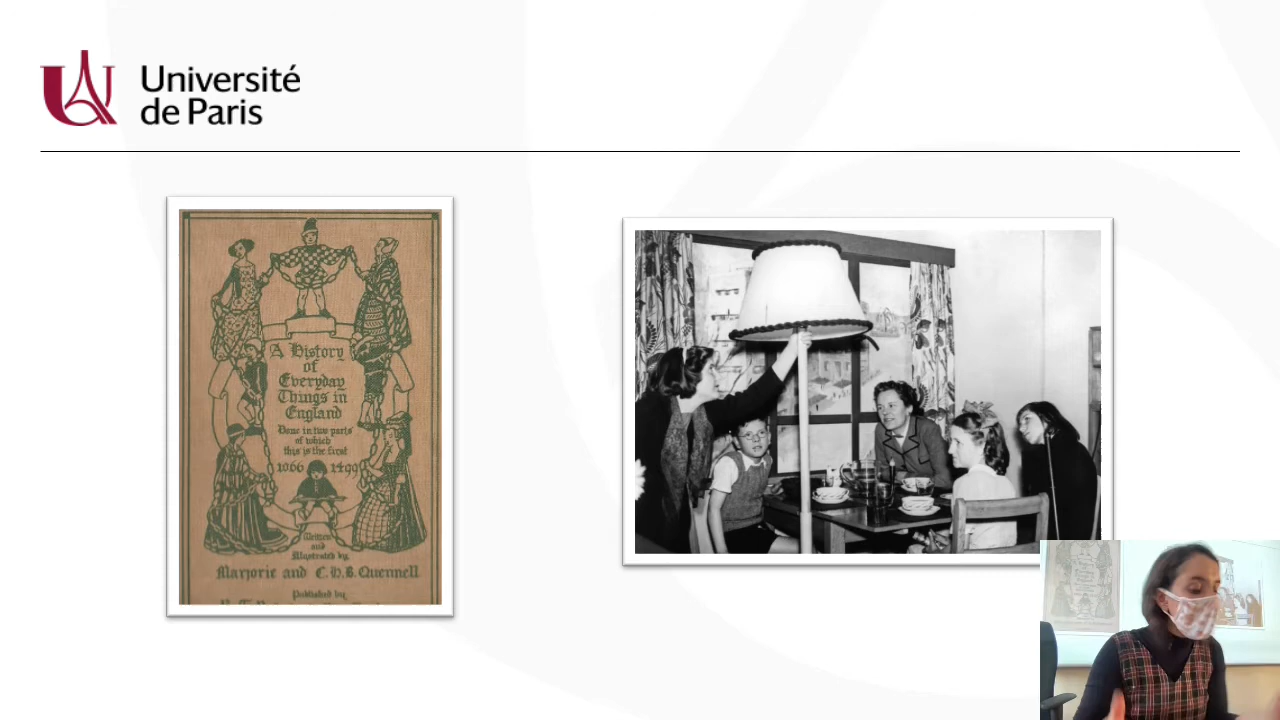 Université
de Paris
A History
of
Everyday
Things in
England
Done in two parts
of which
this is the first
1066 1499
Written
and
Illustrated by
Marjorie and C.H.B. Quennell
Published by